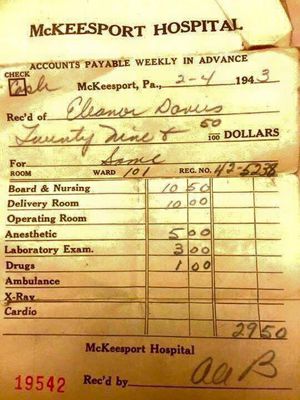 McKEESPORT HOSPITAL
ACCOUNTS PAYABLE WEEKLY IN ADVANCE
CHECK
Cash McKeesport, Pa., 2-4 1943
Rec'd of Eleanor Davis
Twenty Nine & 50/100 DOLLARS
For Same
ROOM WARD 101 REG. NO. 42-5238
Board & Nursing 10 50
Delivery Room 10 00
Operating Room
Anesthetic 5 00
Laboratory Exam. 3 00
Drugs 1 00
Ambulance
X-Ray
Cardio
29 50
McKeesport Hospital
19542 Rec'd by AAB